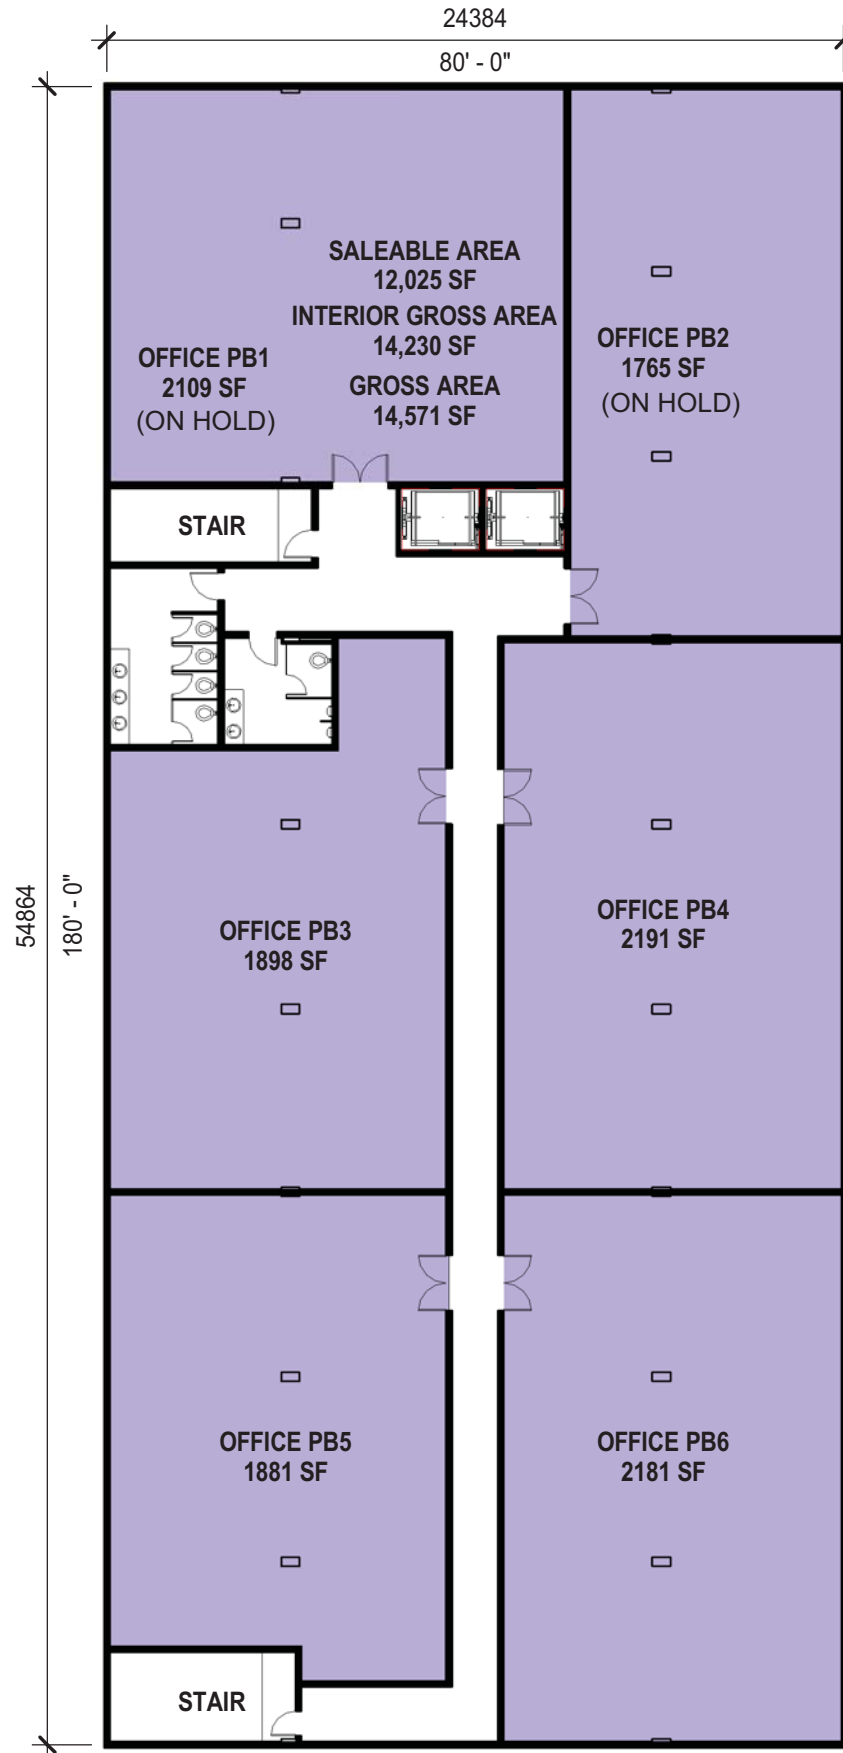 24384
80' - 0"
SALEABLE AREA
12,025 SF
INTERIOR GROSS AREA
14,230 SF
GROSS AREA
14,571 SF
OFFICE PB1
2109 SF
(ON HOLD)
OFFICE PB2
1765 SF
(ON HOLD)
STAIR
54864
180' - 0"
OFFICE PB3
1898 SF
OFFICE PB4
2191 SF
OFFICE PB5
1881 SF
OFFICE PB6
2181 SF
STAIR